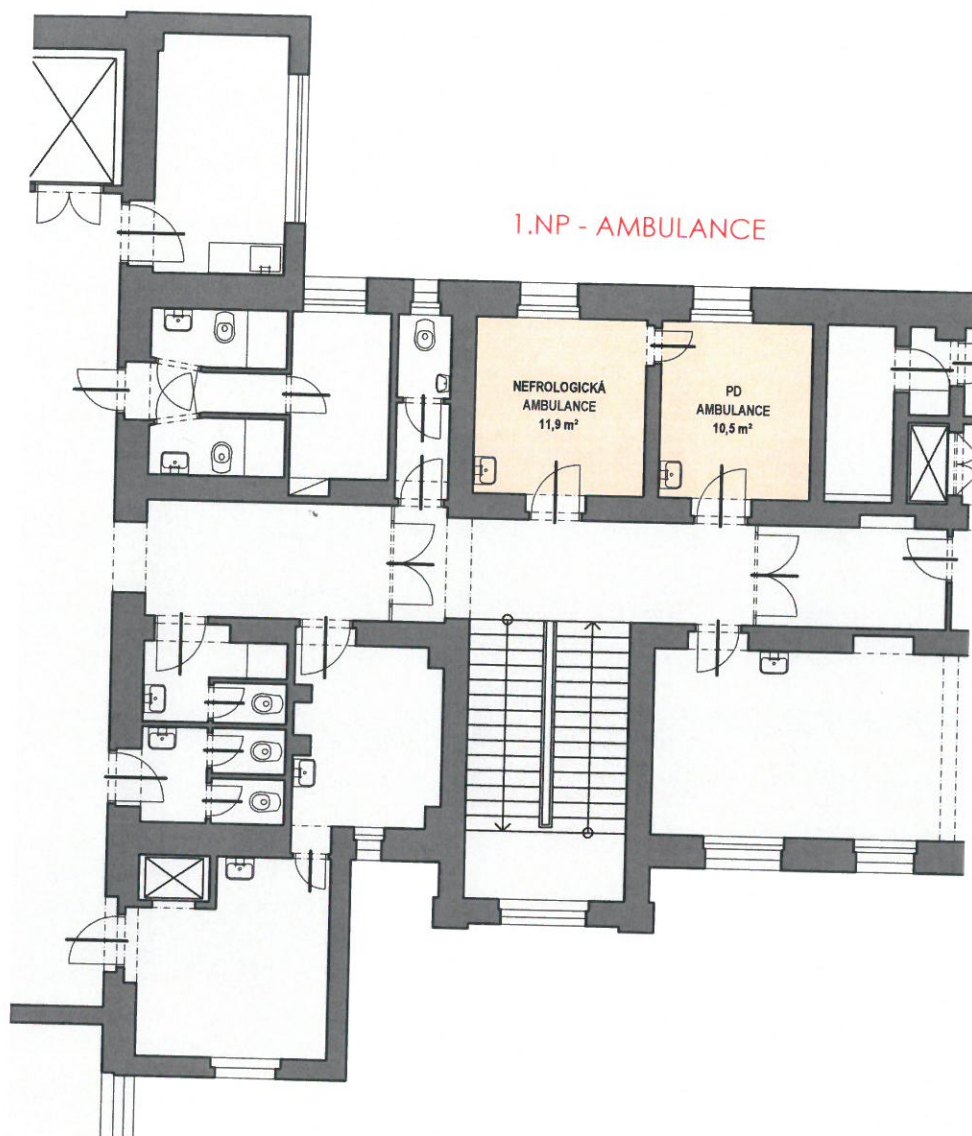 1.NP - AMBULANCE
NEFROLOGICKÁ
AMBULANCE
11,9 m²
PD
AMBULANCE
10,5 m²